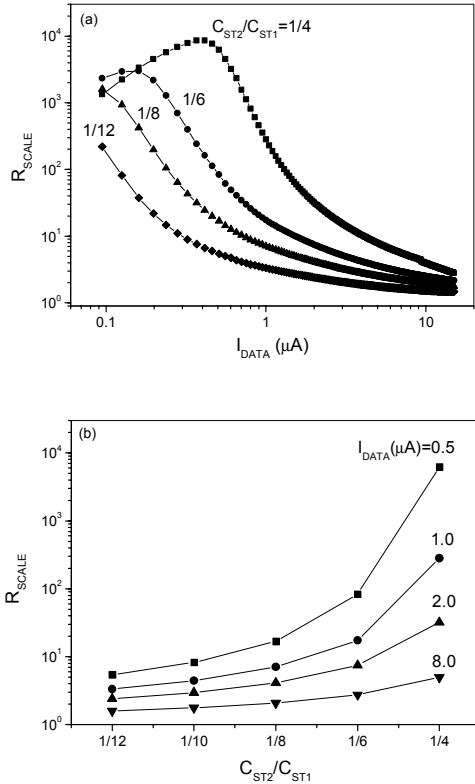 (a)
C_ST2/C_ST1=1/4
1/6
1/8
1/12
10^4
10^3
10^2
10^1
10^0
R_SCALE
0.1 1 10
I_DATA (μA)
(b)
I_DATA(μA)=0.5
1.0
2.0
8.0
10^4
10^3
10^2
10^1
10^0
R_SCALE
1/12 1/10 1/8 1/6 1/4
C_ST2/C_ST1